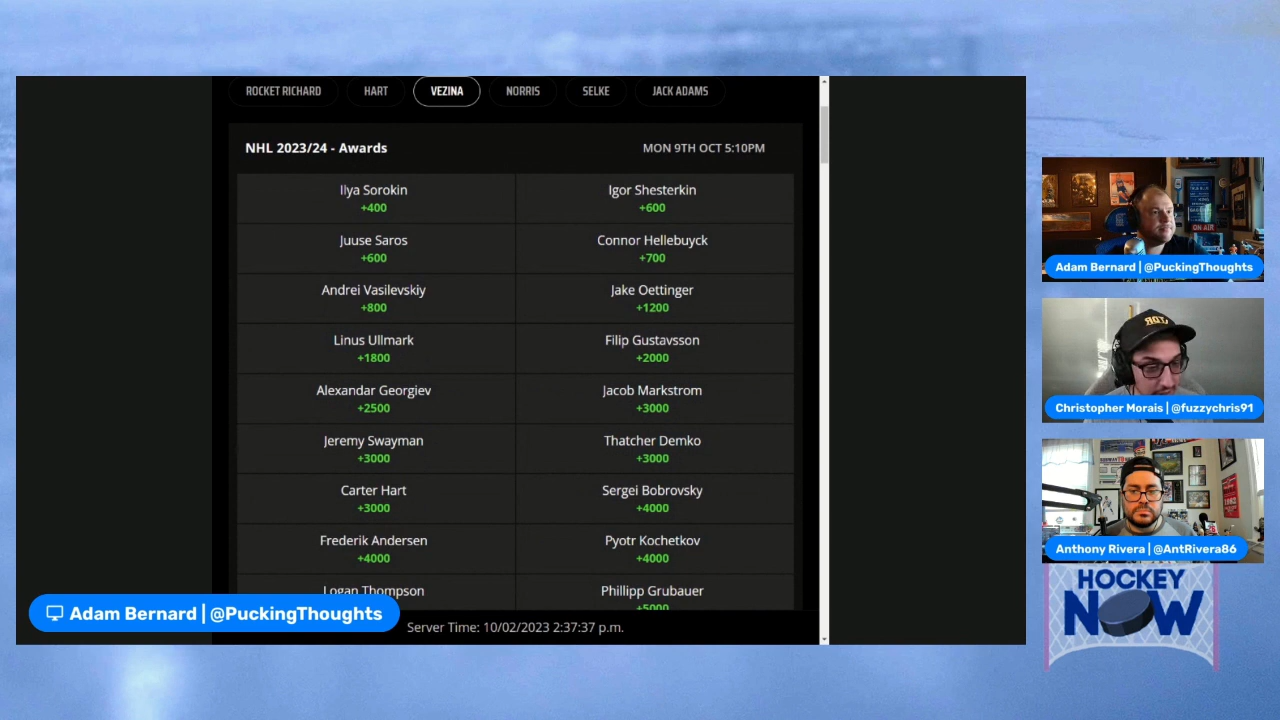 ROCKET RICHARD HART VEZINA NORRIS SELKE JACK ADAMS
NHL 2023/24 - Awards MON 9TH OCT 5:10PM
Ilya Sorokin Igor Shesterkin
+400 +600
Juuse Saros Connor Hellebuyck
+600 +700
Andrei Vasilevskiy Jake Oettinger
+800 +1200
Linus Ullmark Filip Gustavsson
+1800 +2000
Alexandar Georgiev Jacob Markstrom
+2500 +3000
Jeremy Swayman Thatcher Demko
+3000 +3000
Carter Hart Sergei Bobrovsky
+3000 +4000
Frederik Andersen Pyotr Kochetkov
+4000 +4000
Logan Thompson Phillipp Grubauer
+5000
Adam Bernard | @PuckingThoughts
Server Time: 10/02/2023 2:37:37 p.m.
ON AIR
Adam Bernard | @PuckingThoughts
Christopher Morais | @fuzzychris91
Anthony Rivera | @AntRivera86
HOCKEY
NOW